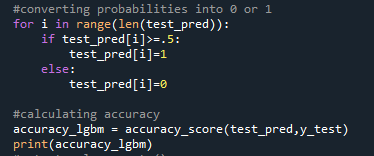 #converting probabilities into 0 or 1
for i in range(len(test_pred)):
    if test_pred[i]>=.5:
        test_pred[i]=1
    else:
        test_pred[i]=0
#calculating accuracy
accuracy_lgbm = accuracy_score(test_pred,y_test)
print(accuracy_lgbm)